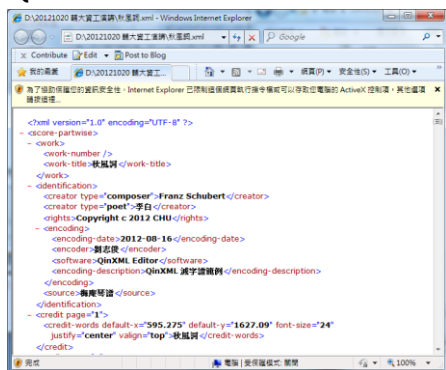 D:\20121020 輔大資工演講\秋風詞.xml - Windows Internet Explorer
D:\20121020 輔大資工演講\秋風詞.xml
Google
x Contribute Edit Post to Blog
我的最愛 D:\20121020 輔大資工... 網頁(P) 安全性(S) 工具(O)
為了協助保護您的資訊安全性，Internet Explorer 已限制這個網頁執行指令碼或可以存取您電腦的 ActiveX 控制項。其他選項
請按這裡...
<?xml version="1.0" encoding="UTF-8" ?>
- <score-partwise>
- <work>
<work-number />
<work-title>秋風詞</work-title>
</work>
- <identification>
<creator type="composer">Franz Schubert</creator>
<creator type="poet">李白</creator>
<rights>Copyright c 2012 CHU</rights>
- <encoding>
<encoding-date>2012-08-16</encoding-date>
<encoder>劉志俊</encoder>
<software>QinXML Editor</software>
<encoding-description>QinXML 減字譜範例</encoding-description>
</encoding>
<source>梅庵琴譜</source>
</identification>
- <credit page="1">
<credit-words default-x="595.275" default-y="1627.09" font-size="24"
justify="center" valign="top">秋風詞</credit-words>
</credit>
完成 電腦 | 受保護模式: 關閉 100%